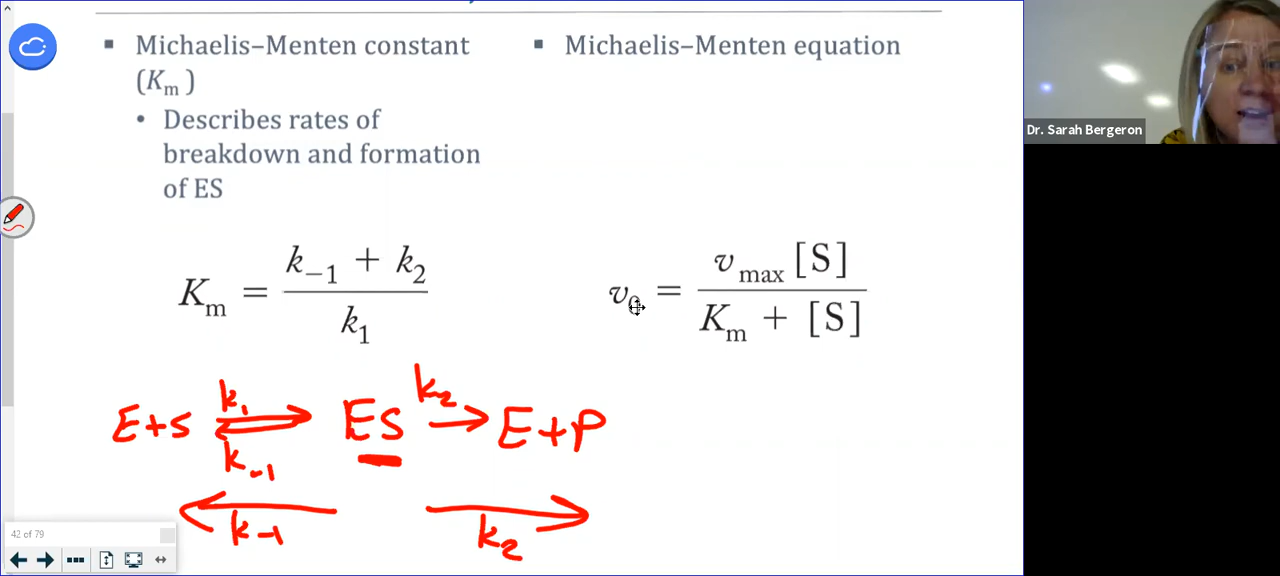 ▪ Michaelis–Menten constant
(Km)
• Describes rates of
breakdown and formation
of ES
Km = (k−1 + k2) / k1
▪ Michaelis–Menten equation
v0 = vmax [S] / (Km + [S])
E+S k1 k-1 ES k2 E+P
k-1
k2
Dr. Sarah Bergeron
42 of 79